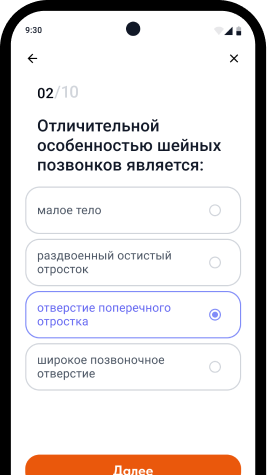 9:30
02/10
Отличительной
особенностью шейных
позвонков является:
малое тело
раздвоенный остистый
отросток
отверстие поперечного
отростка
широкое позвоночное
отверстие
Далее